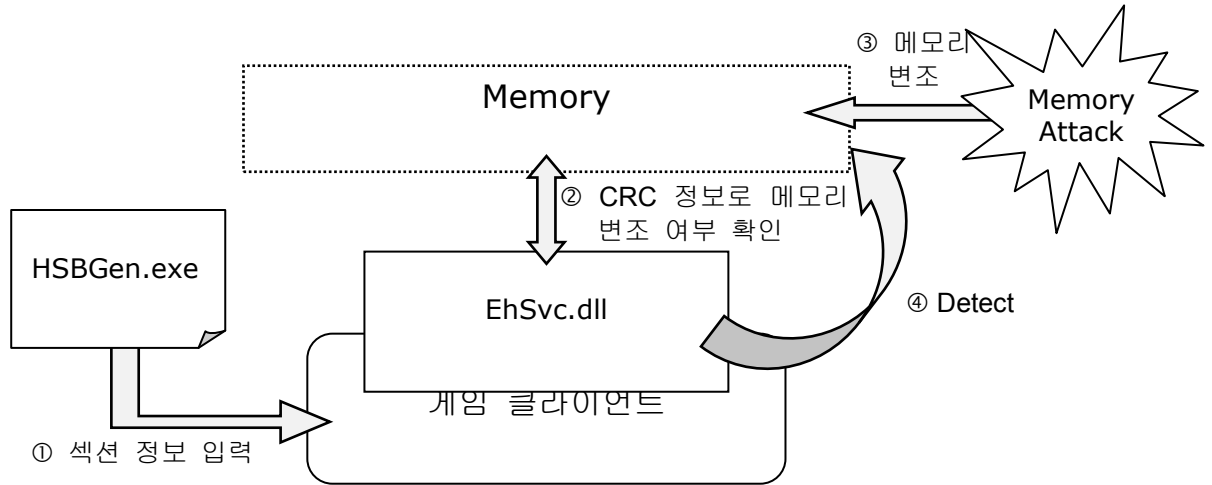 ③ 메모리
변조
Memory
Memory
Attack
② CRC 정보로 메모리
변조 여부 확인
HSBGen.exe
EhSvc.dll
④ Detect
게임 클라이언트
① 섹션 정보 입력